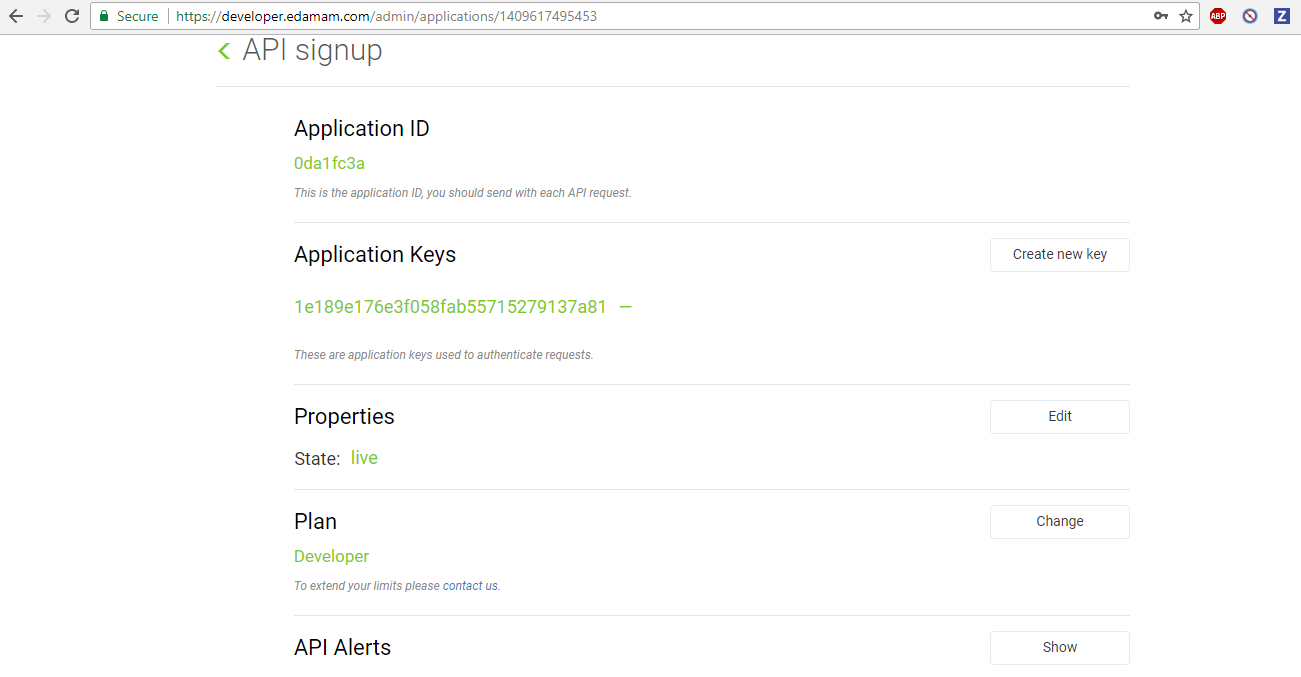 Secure https://developer.edamam.com/admin/applications/1409617495453
ABP
Z
API signup
Application ID
0da1fc3a
This is the application ID, you should send with each API request.
Application Keys
Create new key
1e189e176e3f058fab55715279137a81 –
These are application keys used to authenticate requests.
Properties
Edit
State: live
Plan
Change
Developer
To extend your limits please contact us.
API Alerts
Show